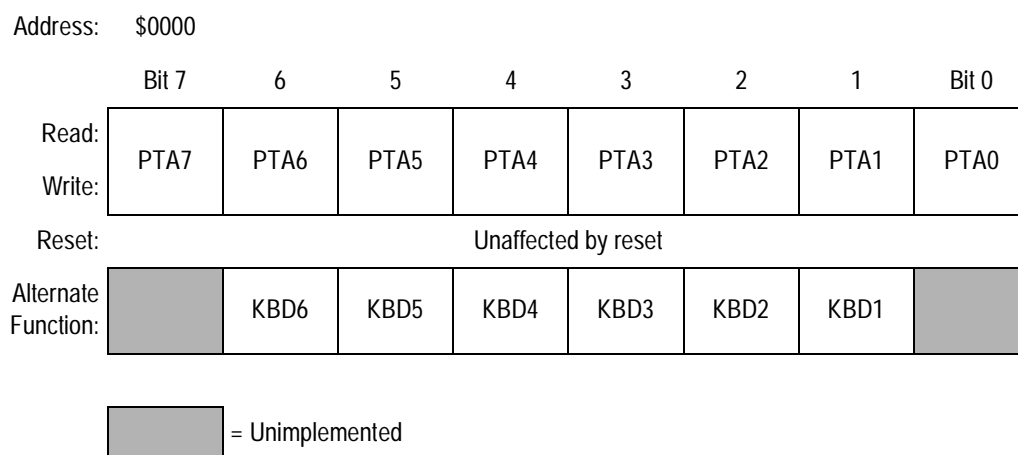 Address: $0000
Bit 7 6 5 4 3 2 1 Bit 0
Read:
PTA7 PTA6 PTA5 PTA4 PTA3 PTA2 PTA1 PTA0
Write:
Reset: Unaffected by reset
Alternate
Function:
KBD6 KBD5 KBD4 KBD3 KBD2 KBD1
= Unimplemented